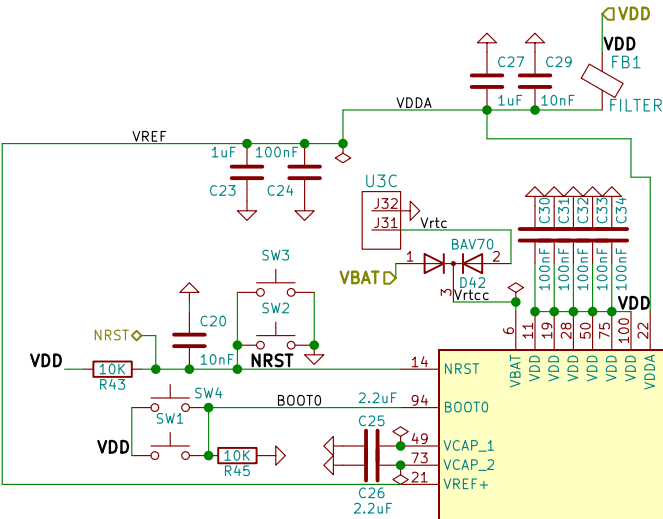 VDD
VDD
FB1
FILTER
C27
C29
1uF
10nF
VDDA
VREF
1uF
100nF
C23
C24
U3C
J32
J31
Vrtc
BAV70
1
2
3
D42
Vrtcc
VBAT
C30
C31
C32
C33
C34
100nF
100nF
100nF
100nF
100nF
VDD
SW3
SW2
C20
10nF
NRST
NRST
VDD
10K
R43
SW4
SW1
VDD
10K
R45
BOOT0
2.2uF
C25
C26
2.2uF
6
11
19
28
50
75
100
22
VBAT
VDD
VDD
VDD
VDD
VDD
VDD
VDDA
14
NRST
94
BOOT0
49
VCAP_1
73
VCAP_2
21
VREF+